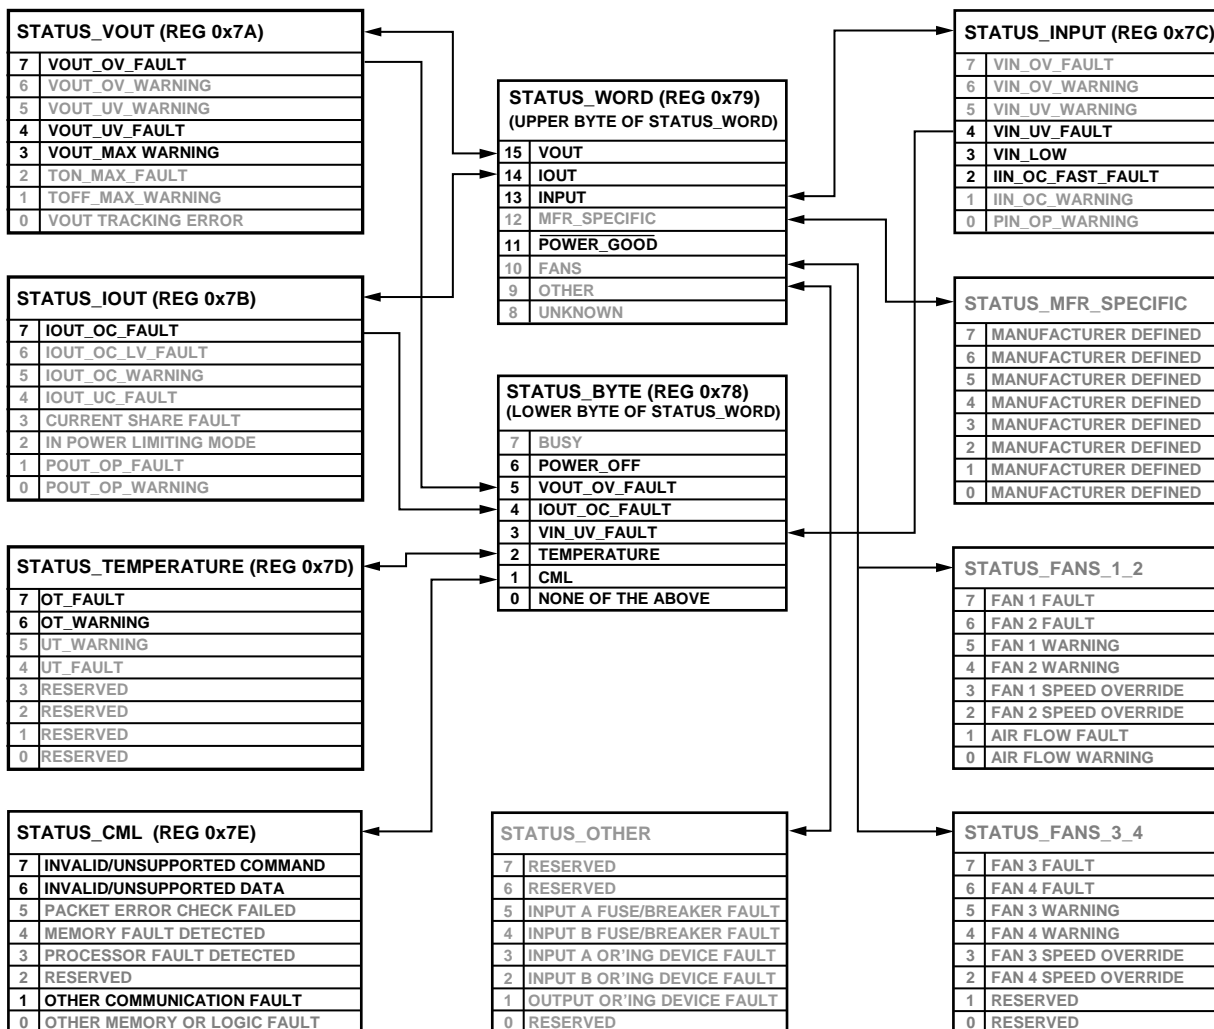 STATUS_VOUT (REG 0x7A)
7 VOUT_OV_FAULT
6 VOUT_OV_WARNING
5 VOUT_UV_WARNING
4 VOUT_UV_FAULT
3 VOUT_MAX WARNING
2 TON_MAX_FAULT
1 TOFF_MAX_WARNING
0 VOUT TRACKING ERROR
STATUS_IOUT (REG 0x7B)
7 IOUT_OC_FAULT
6 IOUT_OC_LV_FAULT
5 IOUT_OC_WARNING
4 IOUT_UC_FAULT
3 CURRENT SHARE FAULT
2 IN POWER LIMITING MODE
1 POUT_OP_FAULT
0 POUT_OP_WARNING
STATUS_TEMPERATURE (REG 0x7D)
7 OT_FAULT
6 OT_WARNING
5 UT_WARNING
4 UT_FAULT
3 RESERVED
2 RESERVED
1 RESERVED
0 RESERVED
STATUS_CML (REG 0x7E)
7 INVALID/UNSUPPORTED COMMAND
6 INVALID/UNSUPPORTED DATA
5 PACKET ERROR CHECK FAILED
4 MEMORY FAULT DETECTED
3 PROCESSOR FAULT DETECTED
2 RESERVED
1 OTHER COMMUNICATION FAULT
0 OTHER MEMORY OR LOGIC FAULT
STATUS_WORD (REG 0x79)
(UPPER BYTE OF STATUS_WORD)
15 VOUT
14 IOUT
13 INPUT
12 MFR_SPECIFIC
11 POWER_GOOD
10 FANS
9 OTHER
8 UNKNOWN
STATUS_BYTE (REG 0x78)
(LOWER BYTE OF STATUS_WORD)
7 BUSY
6 POWER_OFF
5 VOUT_OV_FAULT
4 IOUT_OC_FAULT
3 VIN_UV_FAULT
2 TEMPERATURE
1 CML
0 NONE OF THE ABOVE
STATUS_OTHER
7 RESERVED
6 RESERVED
5 INPUT A FUSE/BREAKER FAULT
4 INPUT B FUSE/BREAKER FAULT
3 INPUT A OR'ING DEVICE FAULT
2 INPUT B OR'ING DEVICE FAULT
1 OUTPUT OR'ING DEVICE FAULT
0 RESERVED
STATUS_INPUT (REG 0x7C)
7 VIN_OV_FAULT
6 VIN_OV_WARNING
5 VIN_UV_WARNING
4 VIN_UV_FAULT
3 VIN_LOW
2 IIN_OC_FAST_FAULT
1 IIN_OC_WARNING
0 PIN_OP_WARNING
STATUS_MFR_SPECIFIC
7 MANUFACTURER DEFINED
6 MANUFACTURER DEFINED
5 MANUFACTURER DEFINED
4 MANUFACTURER DEFINED
3 MANUFACTURER DEFINED
2 MANUFACTURER DEFINED
1 MANUFACTURER DEFINED
0 MANUFACTURER DEFINED
STATUS_FANS_1_2
7 FAN 1 FAULT
6 FAN 2 FAULT
5 FAN 1 WARNING
4 FAN 2 WARNING
3 FAN 1 SPEED OVERRIDE
2 FAN 2 SPEED OVERRIDE
1 AIR FLOW FAULT
0 AIR FLOW WARNING
STATUS_FANS_3_4
7 FAN 3 FAULT
6 FAN 4 FAULT
5 FAN 3 WARNING
4 FAN 4 WARNING
3 FAN 3 SPEED OVERRIDE
2 FAN 4 SPEED OVERRIDE
1 RESERVED
0 RESERVED